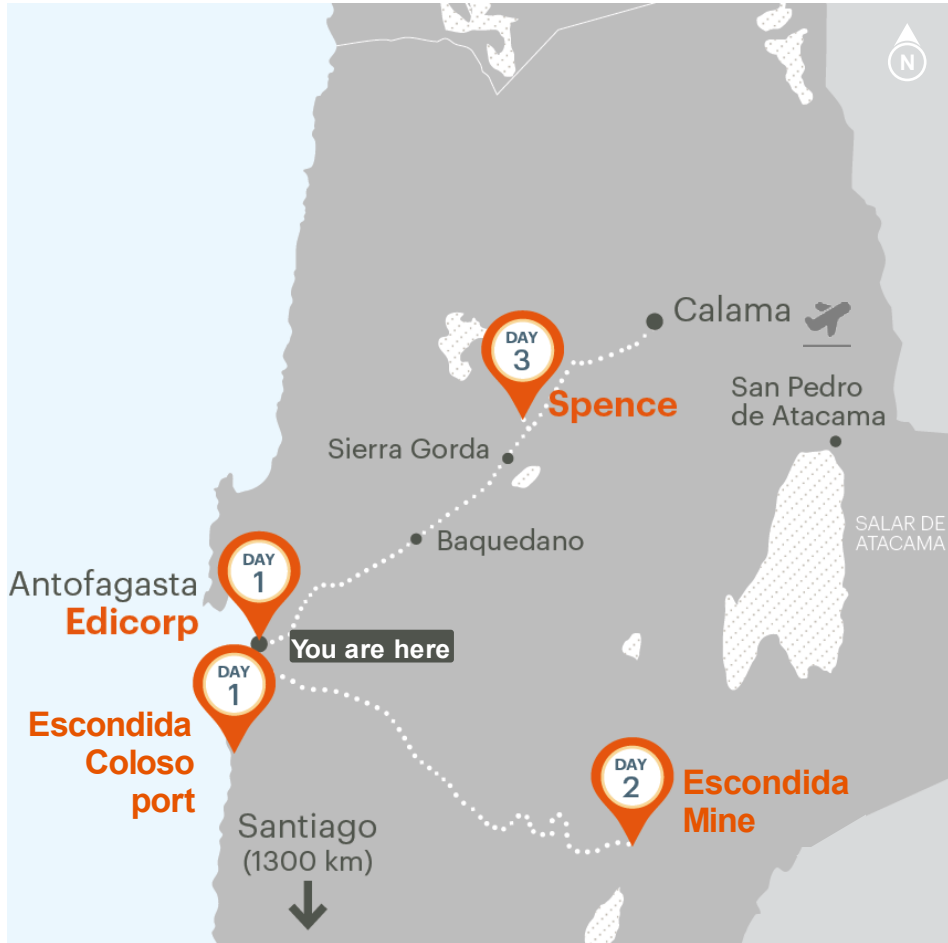 N
Calama
DAY
3
San Pedro
de Atacama
Spence
Sierra Gorda
SALAR DE
ATACAMA
Baquedano
DAY
1
Antofagasta
Edicorp
You are here
DAY
1
Escondida
Coloso
port
DAY
2
Escondida
Mine
Santiago
(1300 km)